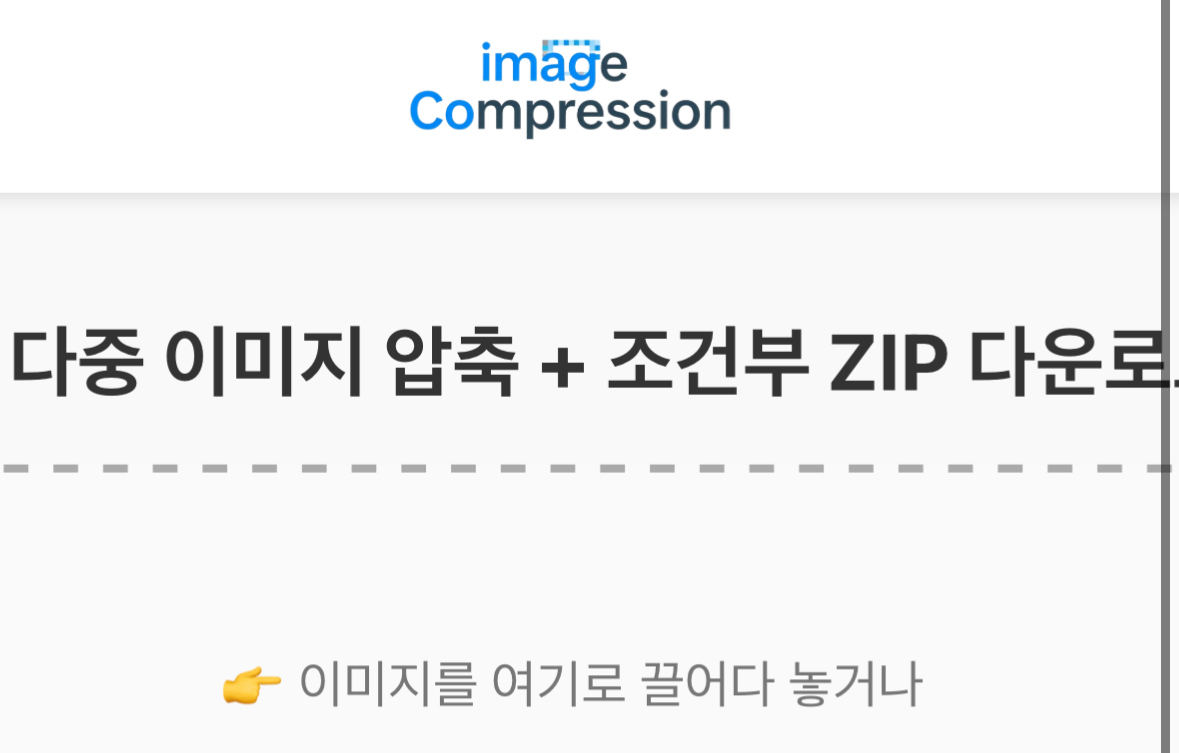 image
Compression
다중 이미지 압축 + 조건부 ZIP 다운로
👉 이미지를 여기로 끌어다 놓거나